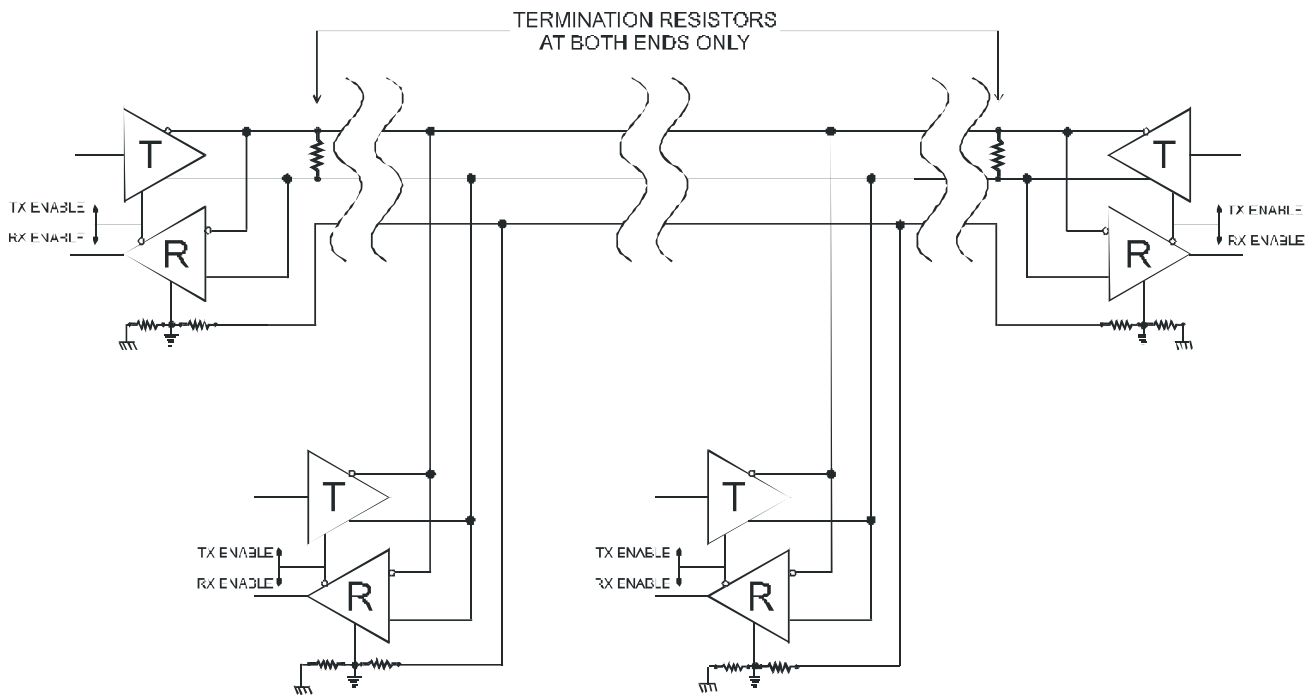 TERMINATION RESISTORS
AT BOTH ENDS ONLY
T
T
TX ENABLE
RX ENABLE
R
R
TX ENABLE
RX ENABLE
T
T
TX ENABLE
RX ENABLE
R
TX ENABLE
RX ENABLE
R